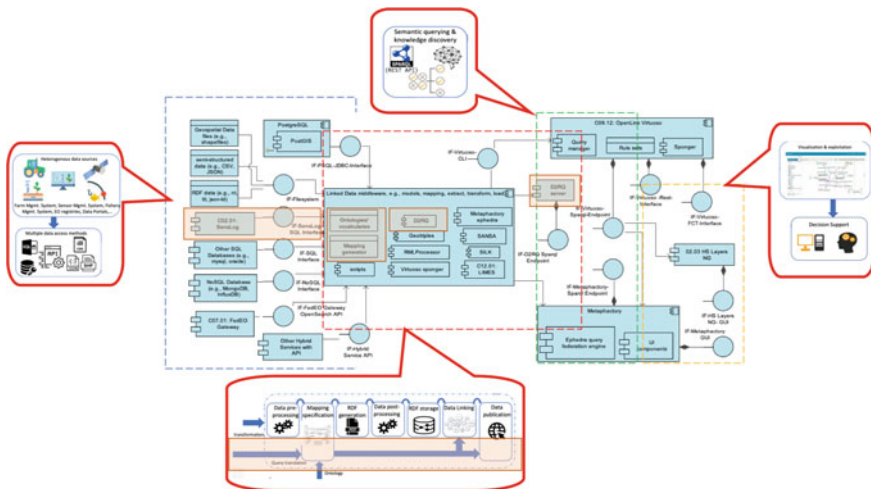 Semantic querying &
knowledge discovery
SPARQL
(REST API)
Heterogeneous data sources
Farm Mgmt. System, Sensor Mgmt. System, Fishery
Mgmt. System, EO registries, Data Portals,...
Multiple data access methods
API
Geospatial Data
files (e.g.,
shapefiles)
semi-structured
data (e.g., CSV,
JSON)
RDF data (e.g., nt,
ttl, json-ld)
C02.01:
SensLog
Other SQL
Databases (e.g.,
mysql, oracle)
NoSQL Database
(e.g., MongoDB,
InfluxDB)
C07.01: FedEO
Gateway
Other Hybrid
Services with
API
PostgreSQL
PostGIS
IF-PSQL-JDBC-Interface
IF-Filesystem
IF-SensLog-
SQL Interface
IF-SQL
Interface
IF-NoSQL
Interface
IF-FedEO Gateway
OpenSearch API
IF-Hybrid
Service API
Linked Data middleware, e.g., models, mapping, extract, transform, load
Ontologies/
vocabularies
Mapping
generation
scripts
D2RQ
Geotriples
RML Processor
Virtuoso sponger
Metaphactory
ephedra
SANSA
SILK
C12.01:
LIMES
IF-Virtuoso-
CLI
D2RQ
server
IF-D2RQ Sparql
Endpoint
C09.12: OpenLink Virtuoso
Query
manager
Rule sets
Sponger
IF-Virtuoso-
Sparql-Endpoint
IF-Virtuoso-Rest-
Interface
IF-Virtuoso-
FCT-Interface
IF-Metaphactory-
Sparql Endpoint
02.03 HS Layers
NG
IF-HS Layers
NG- GUI
IF-Metaphactory
GUI
Metaphactory
Ephedra query
federation engine
UI
components
Visualization & exploitation
Decision Support
Data pre-
processing
Mapping
specification
RDF
generation
Data post-
processing
RDF storage
Data Linking
Data
publication
transformation
Query translation
Ontology